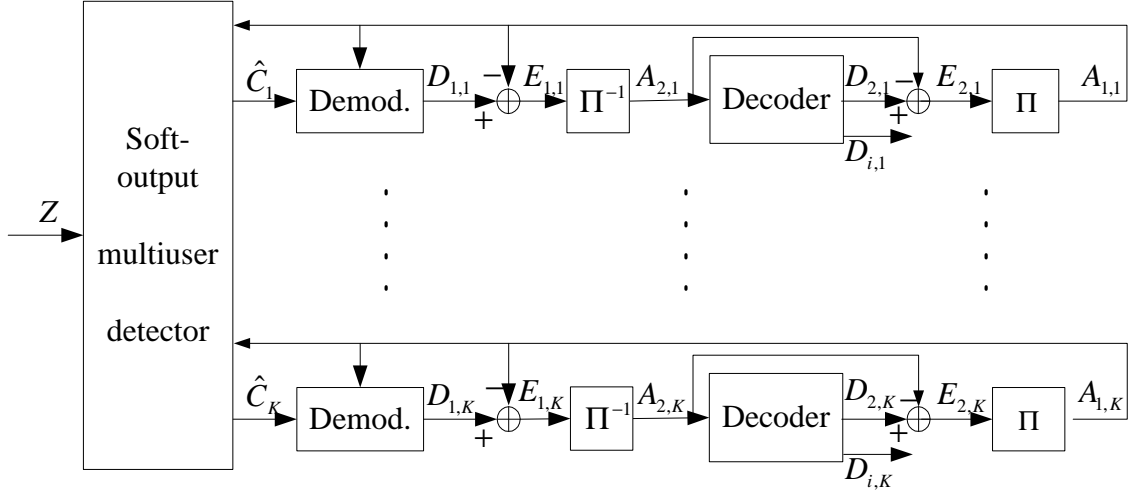 Z
Soft-
output
multiuser
detector
Ĉ₁
Demod.
D₁,₁
−
+
E₁,₁
Π⁻¹
A₂,₁
Decoder
D₂,₁
Dᵢ,₁
−
+
E₂,₁
Π
A₁,₁
Ĉ_K
Demod.
D₁,K
−
+
E₁,K
Π⁻¹
A₂,K
Decoder
D₂,K
Dᵢ,K
−
+
E₂,K
Π
A₁,K